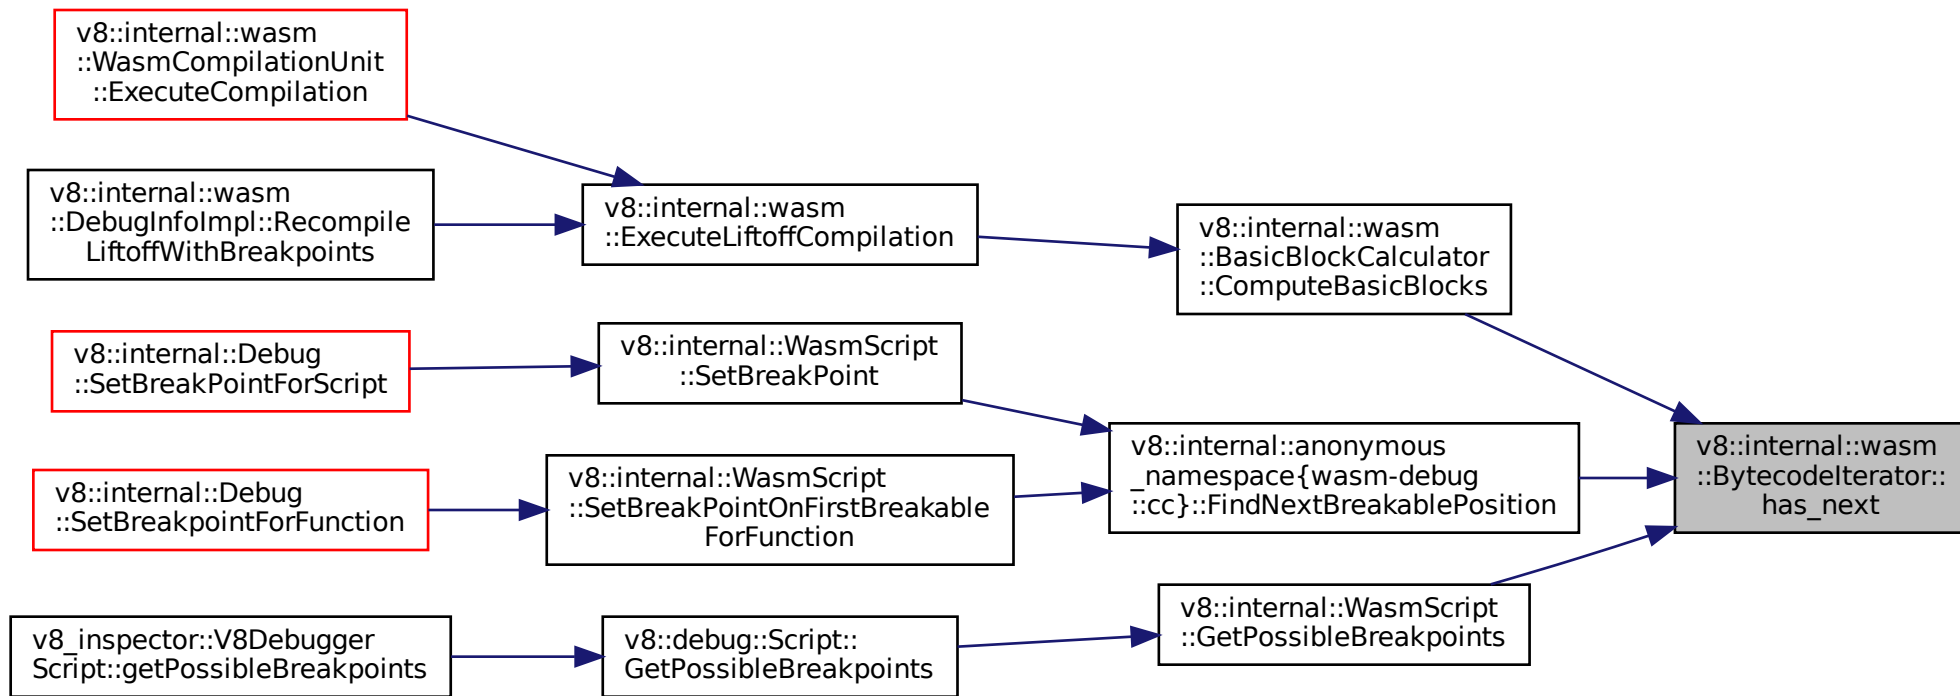 v8::internal::wasm
::WasmCompilationUnit
::ExecuteCompilation
v8::internal::wasm
::DebugInfoImpl::Recompile
LiftoffWithBreakpoints
v8::internal::wasm
::ExecuteLiftoffCompilation
v8::internal::wasm
::BasicBlockCalculator
::ComputeBasicBlocks
v8::internal::Debug
::SetBreakPointForScript
v8::internal::WasmScript
::SetBreakPoint
v8::internal::Debug
::SetBreakpointForFunction
v8::internal::WasmScript
::SetBreakPointOnFirstBreakable
ForFunction
v8::internal::anonymous
_namespace{wasm-debug
::cc}::FindNextBreakablePosition
v8::internal::wasm
::BytecodeIterator::
has_next
v8_inspector::V8Debugger
Script::getPossibleBreakpoints
v8::debug::Script::
GetPossibleBreakpoints
v8::internal::WasmScript
::GetPossibleBreakpoints